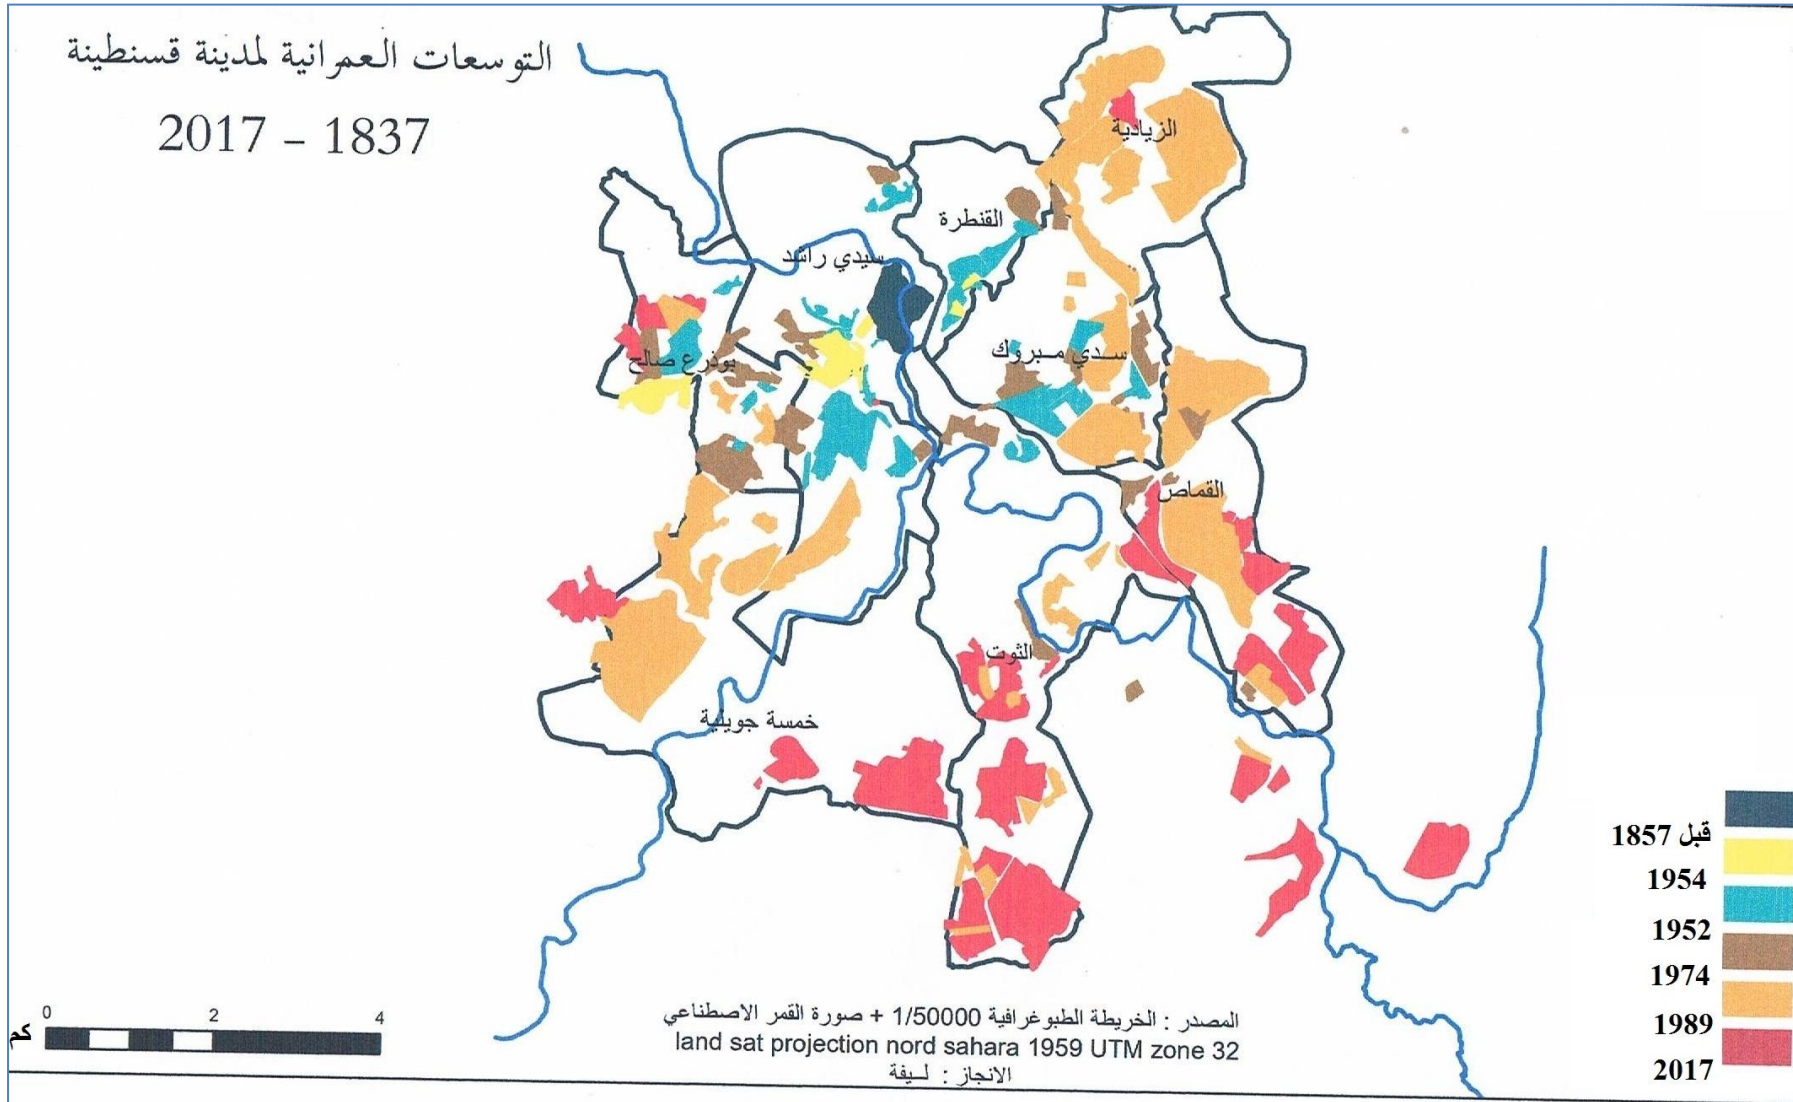 التوسعات العمرانية لمدينة قسنطينة
2017 – 1837
الزيادية
القنطرة
سيدي راشد
سدي مبروك
بوذرع صالح
القماص
الثوت
خمسة جويلية
قبل 1857
1954
1952
1974
1989
2017
0 2 4
كم
المصدر : الخريطة الطبوغرافية 1/50000 + صورة القمر الاصطناعي
land sat projection nord sahara 1959 UTM zone 32
الانجاز : لـيفة